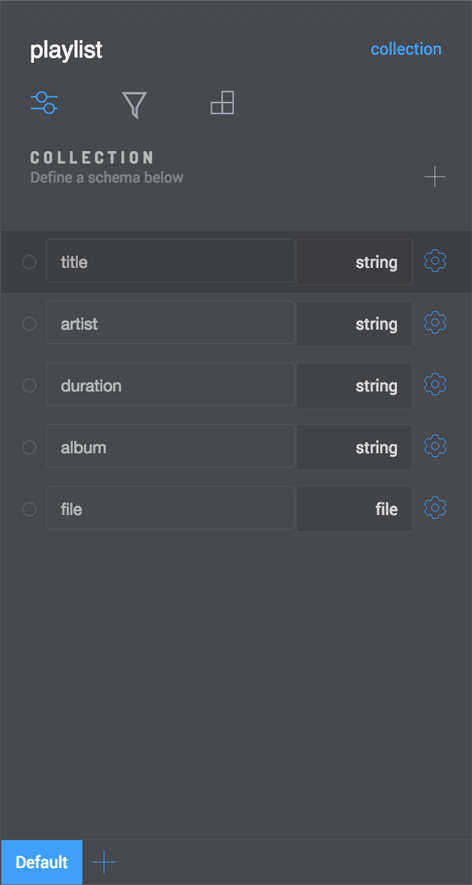 playlist
collection
COLLECTION
Define a schema below
title string
artist string
duration string
album string
file file
Default